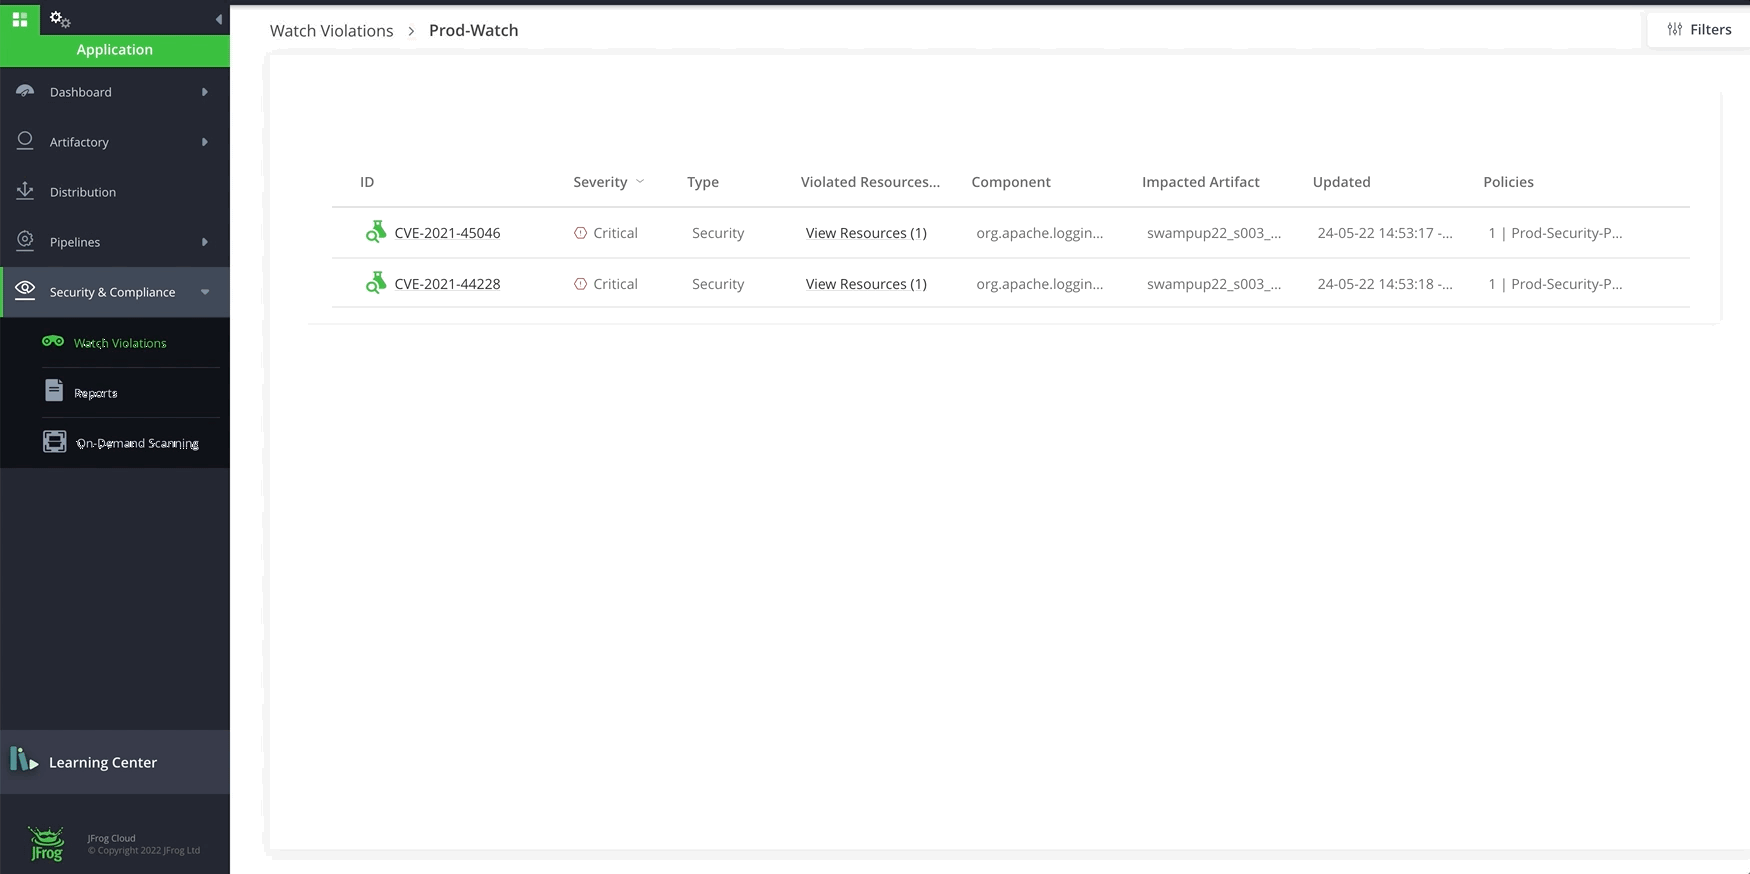 Application
Dashboard
Artifactory
Distribution
Pipelines
Security & Compliance
Watch Violations
Reports
On-Demand Scanning
Learning Center
JFrog
JFrog Cloud
© Copyright 2022 JFrog Ltd
Watch Violations > Prod-Watch
Filters
ID Severity Type Violated Resources... Component Impacted Artifact Updated Policies
CVE-2021-45046 Critical Security View Resources (1) org.apache.loggin... swampup22_s003_... 24-05-22 14:53:17 -... 1 | Prod-Security-P...
CVE-2021-44228 Critical Security View Resources (1) org.apache.loggin... swampup22_s003_... 24-05-22 14:53:18 -... 1 | Prod-Security-P...